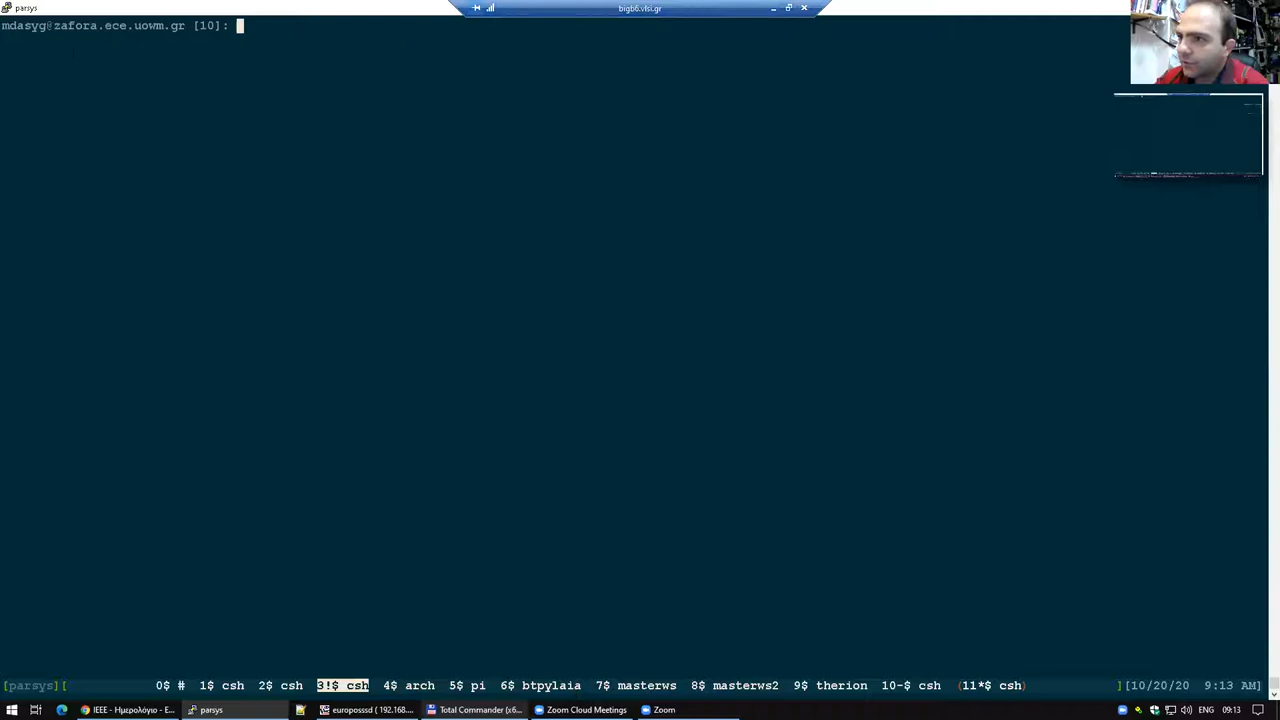 parsys
big66.vlsi.gr
mdasyg@zafora.ece.uowm.gr [10]:
[parsys][ 0$ # 1$ csh 2$ csh 3!$ csh 4$ arch 5$ pi 6$ btpylaia 7$ masterws 8$ masterws2 9$ therion 10-$ csh (11*$ csh) ][10/20/20 9:13 AM]
IEEE - Ημερολόγιο - E... parsys europosssd ( 192.168.... Total Commander (x6... Zoom Cloud Meetings Zoom ENG 09:13